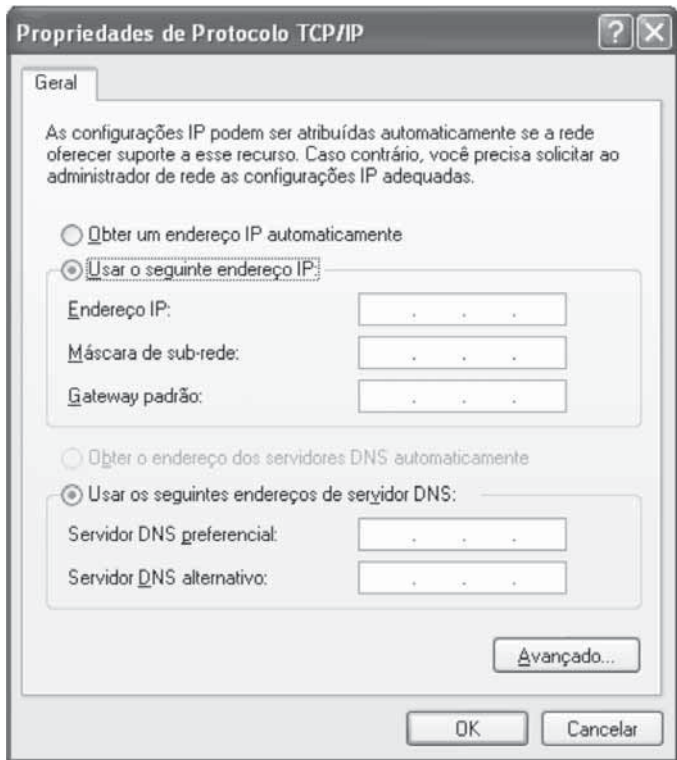 Propriedades de Protocolo TCP/IP
Geral
As configurações IP podem ser atribuídas automaticamente se a rede
oferecer suporte a esse recurso. Caso contrário, você precisa solicitar ao
administrador de rede as configurações IP adequadas.
Obter um endereço IP automaticamente
Usar o seguinte endereço IP:
Endereço IP:
Máscara de sub-rede:
Gateway padrão:
Obter o endereço dos servidores DNS automaticamente
Usar os seguintes endereços de servidor DNS:
Servidor DNS preferencial:
Servidor DNS alternativo:
Avançado...
OK Cancelar